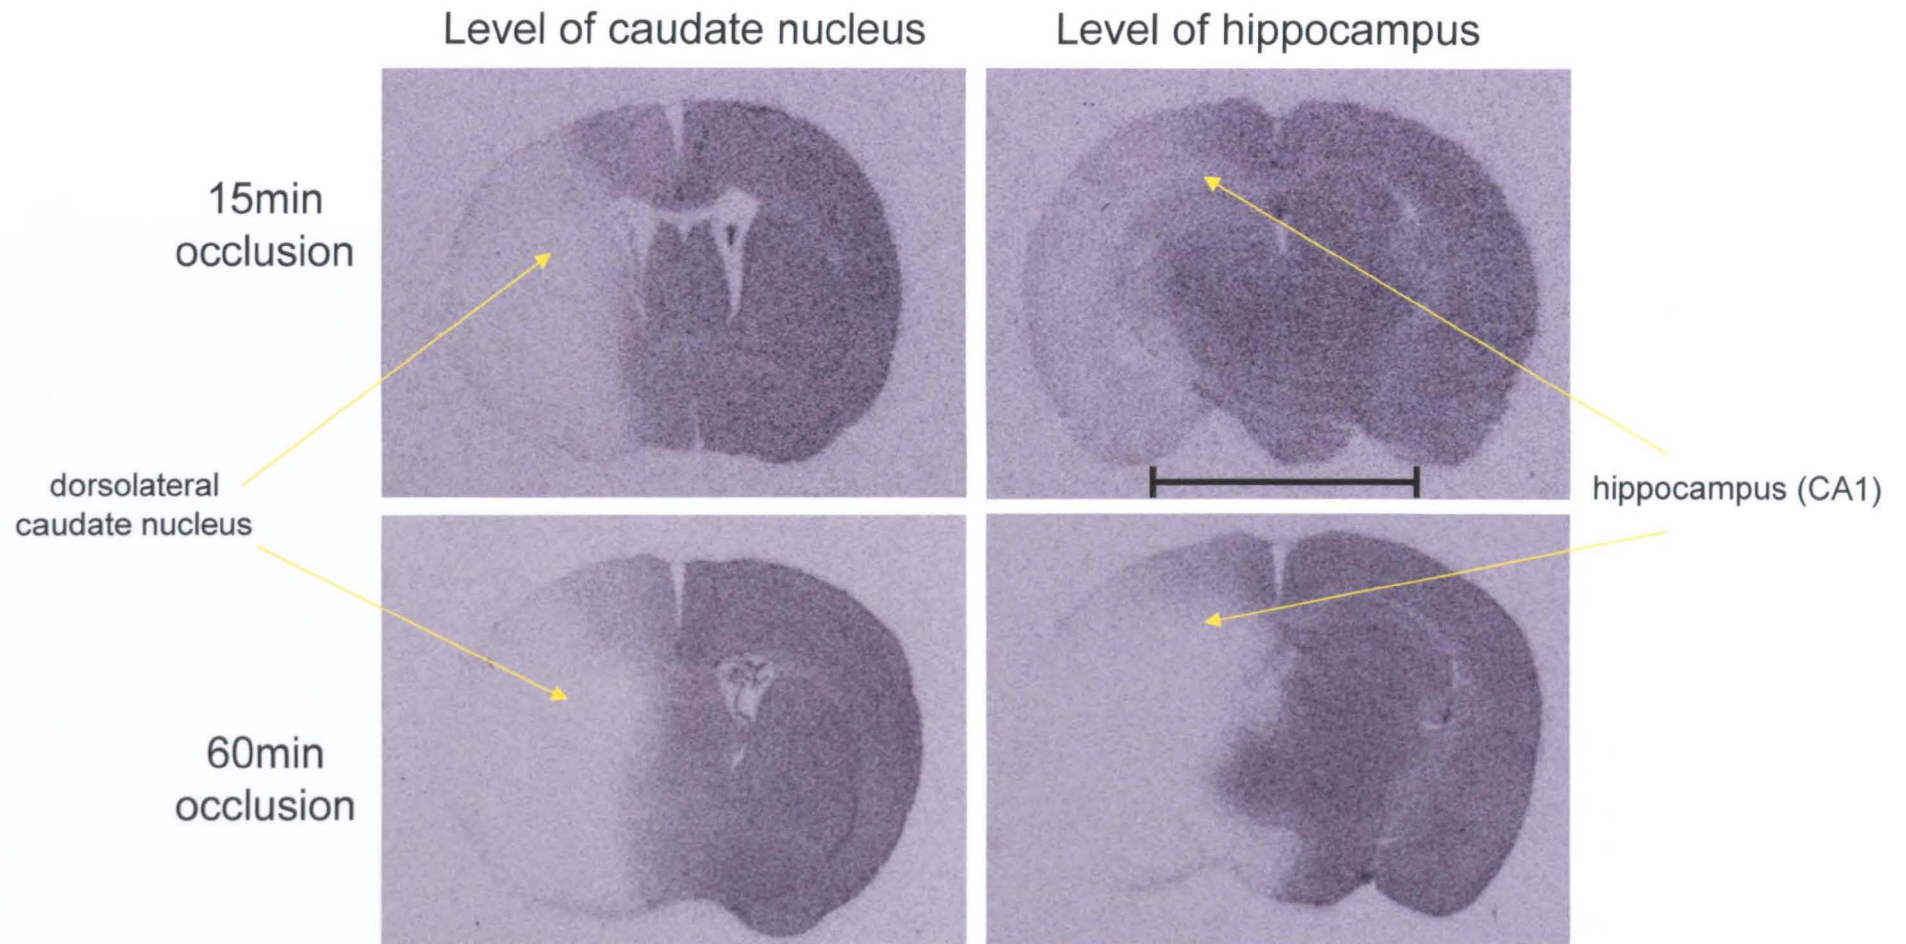 Level of caudate nucleus
Level of hippocampus
15min
occlusion
dorsolateral
caudate nucleus
hippocampus (CA1)
60min
occlusion